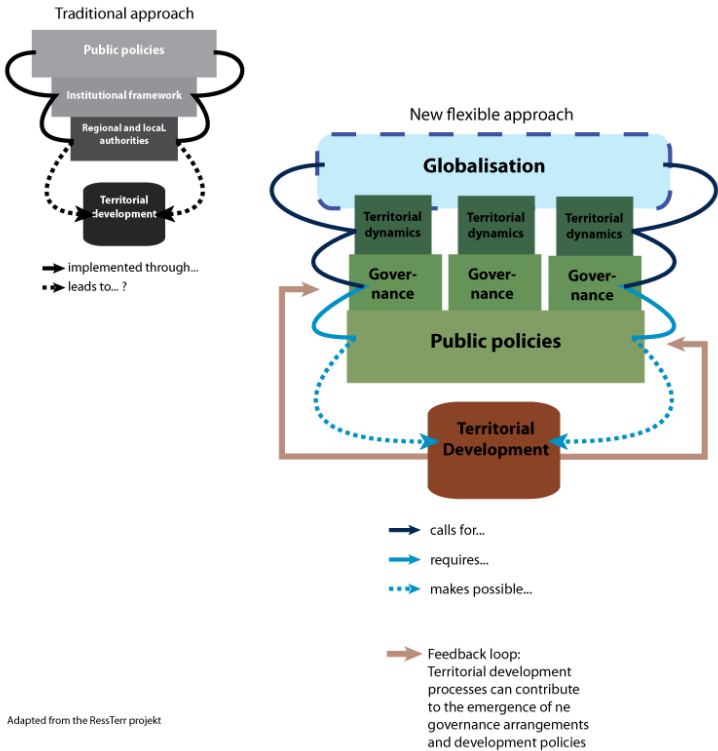 Traditional approach
Public policies
Institutional framework
Regional and locaL
authorities
Territorial
development
implemented through...
leads to... ?
New flexible approach
Globalisation
Territorial
dynamics
Territorial
dynamics
Territorial
dynamics
Gover-
nance
Gover-
nance
Gover-
nance
Public policies
Territorial
Development
calls for...
requires...
makes possible...
Feedback loop:
Territorial development
processes can contribute
to the emergence of ne
governance arrangements
and development policies
Adapted from the RessTerr projekt